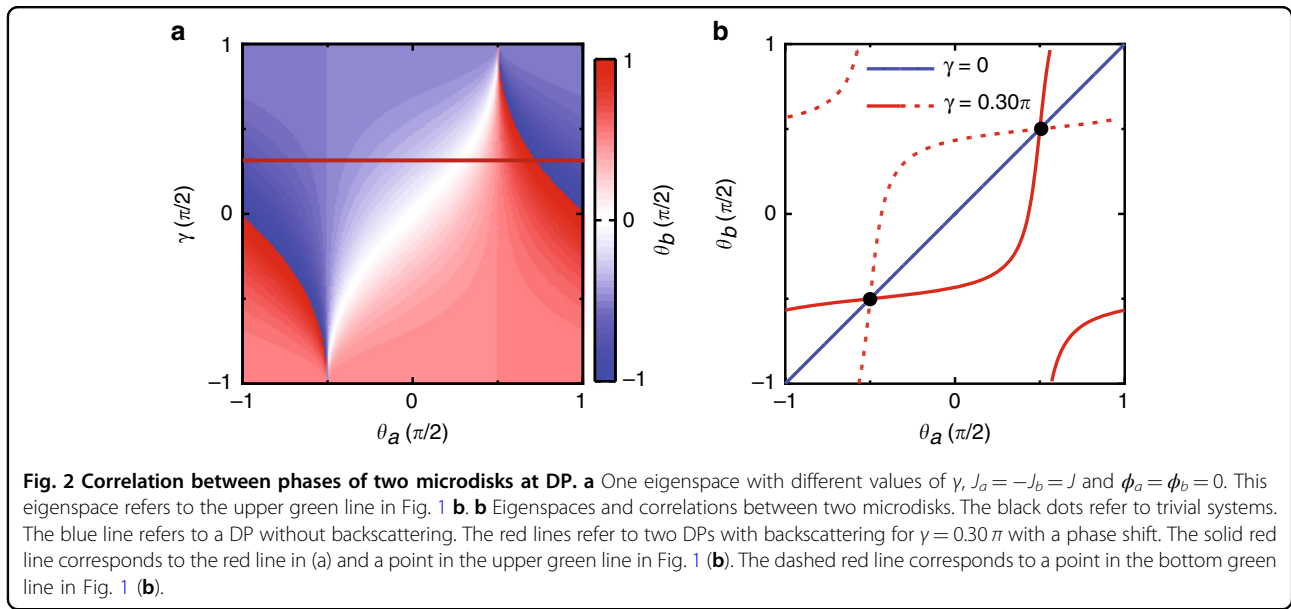 a
b
1
0
−1
γ (π/2)
−1
0
1
θa (π/2)
1
0
−1
θb (π/2)
1
0
−1
θb (π/2)
−1
0
1
θa (π/2)
γ = 0
γ = 0.30π
Fig. 2 Correlation between phases of two microdisks at DP. a One eigenspace with different values of γ, Ja = −Jb = J and ϕa = ϕb = 0. This
eigenspace refers to the upper green line in Fig. 1 b. b Eigenspaces and correlations between two microdisks. The black dots refer to trivial systems.
The blue line refers to a DP without backscattering. The red lines refer to two DPs with backscattering for γ = 0.30 π with a phase shift. The solid red
line corresponds to the red line in (a) and a point in the upper green line in Fig. 1 (b). The dashed red line corresponds to a point in the bottom green
line in Fig. 1 (b).